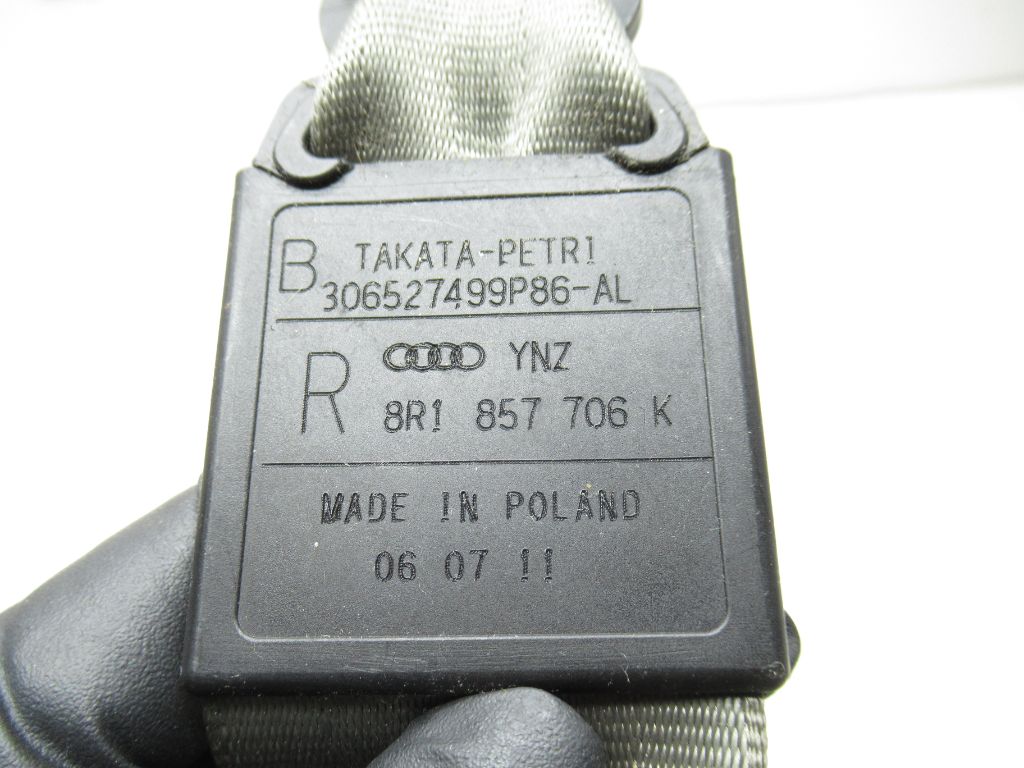 B TAKATA-PETRI
306527499P86-AL
R YNZ
8R1 857 706 K
MADE IN POLAND
06 07 11